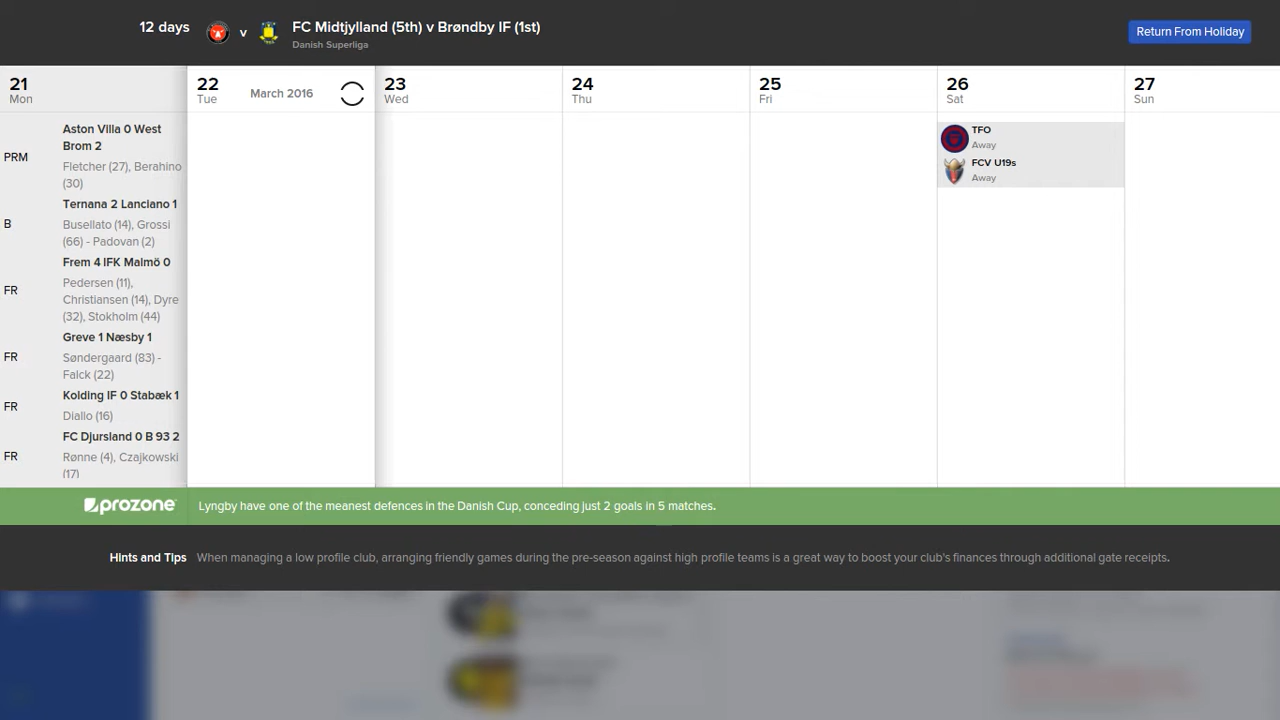 12 days
v
FC Midtjylland (5th) v Brøndby IF (1st)
Danish Superliga
Return From Holiday
21
Mon
22
Tue
March 2016
23
Wed
24
Thu
25
Fri
26
Sat
27
Sun
PRM
Aston Villa 0 West
Brom 2
Fletcher (27), Berahino
(30)
B
Ternana 2 Lanciano 1
Busellato (14), Grossi
(66) - Padovan (2)
FR
Frem 4 IFK Malmö 0
Pedersen (11),
Christiansen (14), Dyre
(32), Stokholm (44)
FR
Greve 1 Næsby 1
Søndergaard (83) -
Falck (22)
FR
Kolding IF 0 Stabæk 1
Diallo (16)
FR
FC Djursland 0 B 93 2
Rønne (4), Czajkowski
(17)
TFO
Away
FCV U19s
Away
prozone
Lyngby have one of the meanest defences in the Danish Cup, conceding just 2 goals in 5 matches.
Hints and Tips
When managing a low profile club, arranging friendly games during the pre-season against high profile teams is a great way to boost your club's finances through additional gate receipts.